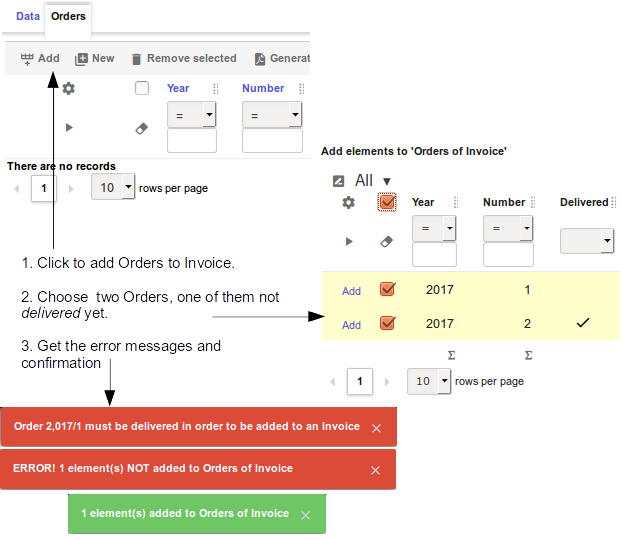 Data Orders
Add New Remove selected Generat
Year Number
= =
There are no records
1 10 rows per page
1. Click to add Orders to Invoice.
2. Choose two Orders, one of them not
delivered yet.
3. Get the error messages and
confirmation
Add elements to 'Orders of Invoice'
All
Year Number Delivered
= =
Add 2017 1
Add 2017 2
Σ Σ
1 10 rows per page
Order 2,017/1 must be delivered in order to be added to an Invoice
ERROR! 1 element(s) NOT added to Orders of Invoice
1 element(s) added to Orders of Invoice